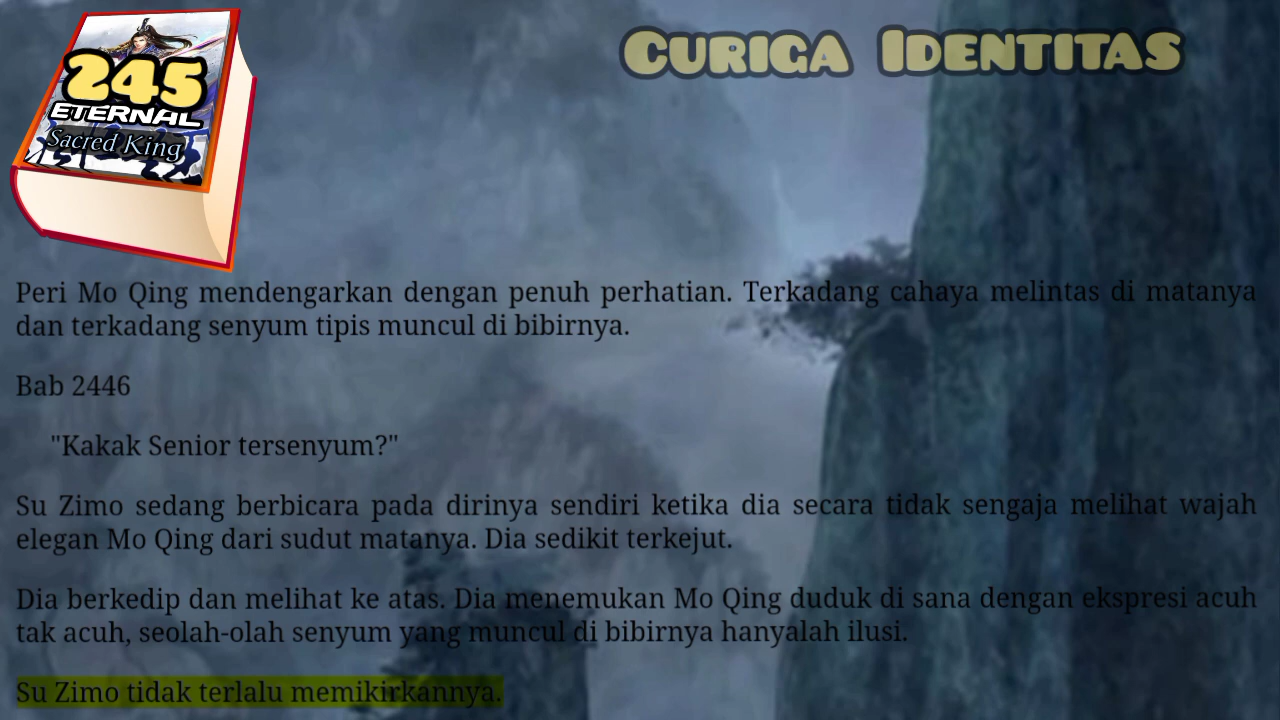 245
ETERNAL
Sacred King
CURIGA IDENTITAS
Peri Mo Qing mendengarkan dengan penuh perhatian. Terkadang cahaya melintas di matanya
dan terkadang senyum tipis muncul di bibirnya.
Bab 2446
"Kakak Senior tersenyum?"
Su Zimo sedang berbicara pada dirinya sendiri ketika dia secara tidak sengaja melihat wajah
elegan Mo Qing dari sudut matanya. Dia sedikit terkejut.
Dia berkedip dan melihat ke atas. Dia menemukan Mo Qing duduk di sana dengan ekspresi acuh
tak acuh, seolah-olah senyum yang muncul di bibirnya hanyalah ilusi.
Su Zimo tidak terlalu memikirkannya.